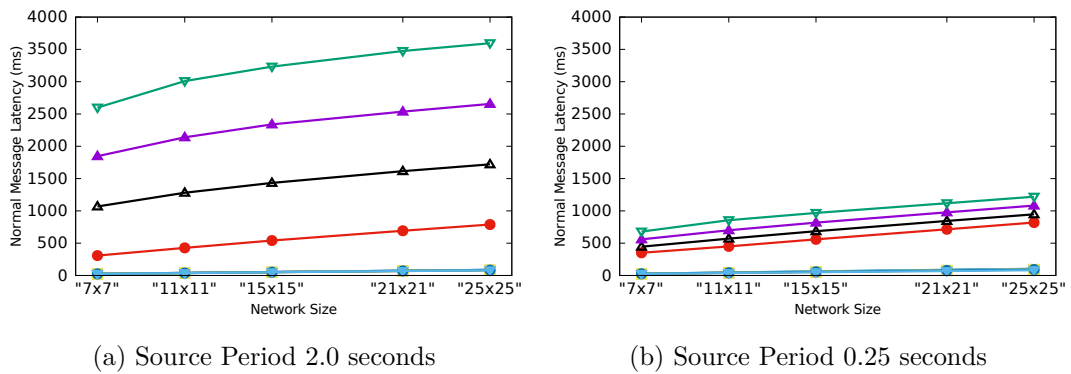 4000
3500
3000
2500
2000
1500
1000
500
0
Normal Message Latency (ms)
"7x7" "11x11" "15x15" "21x21" "25x25"
Network Size
(a) Source Period 2.0 seconds
4000
3500
3000
2500
2000
1500
1000
500
0
Normal Message Latency (ms)
"7x7" "11x11" "15x15" "21x21" "25x25"
Network Size
(b) Source Period 0.25 seconds